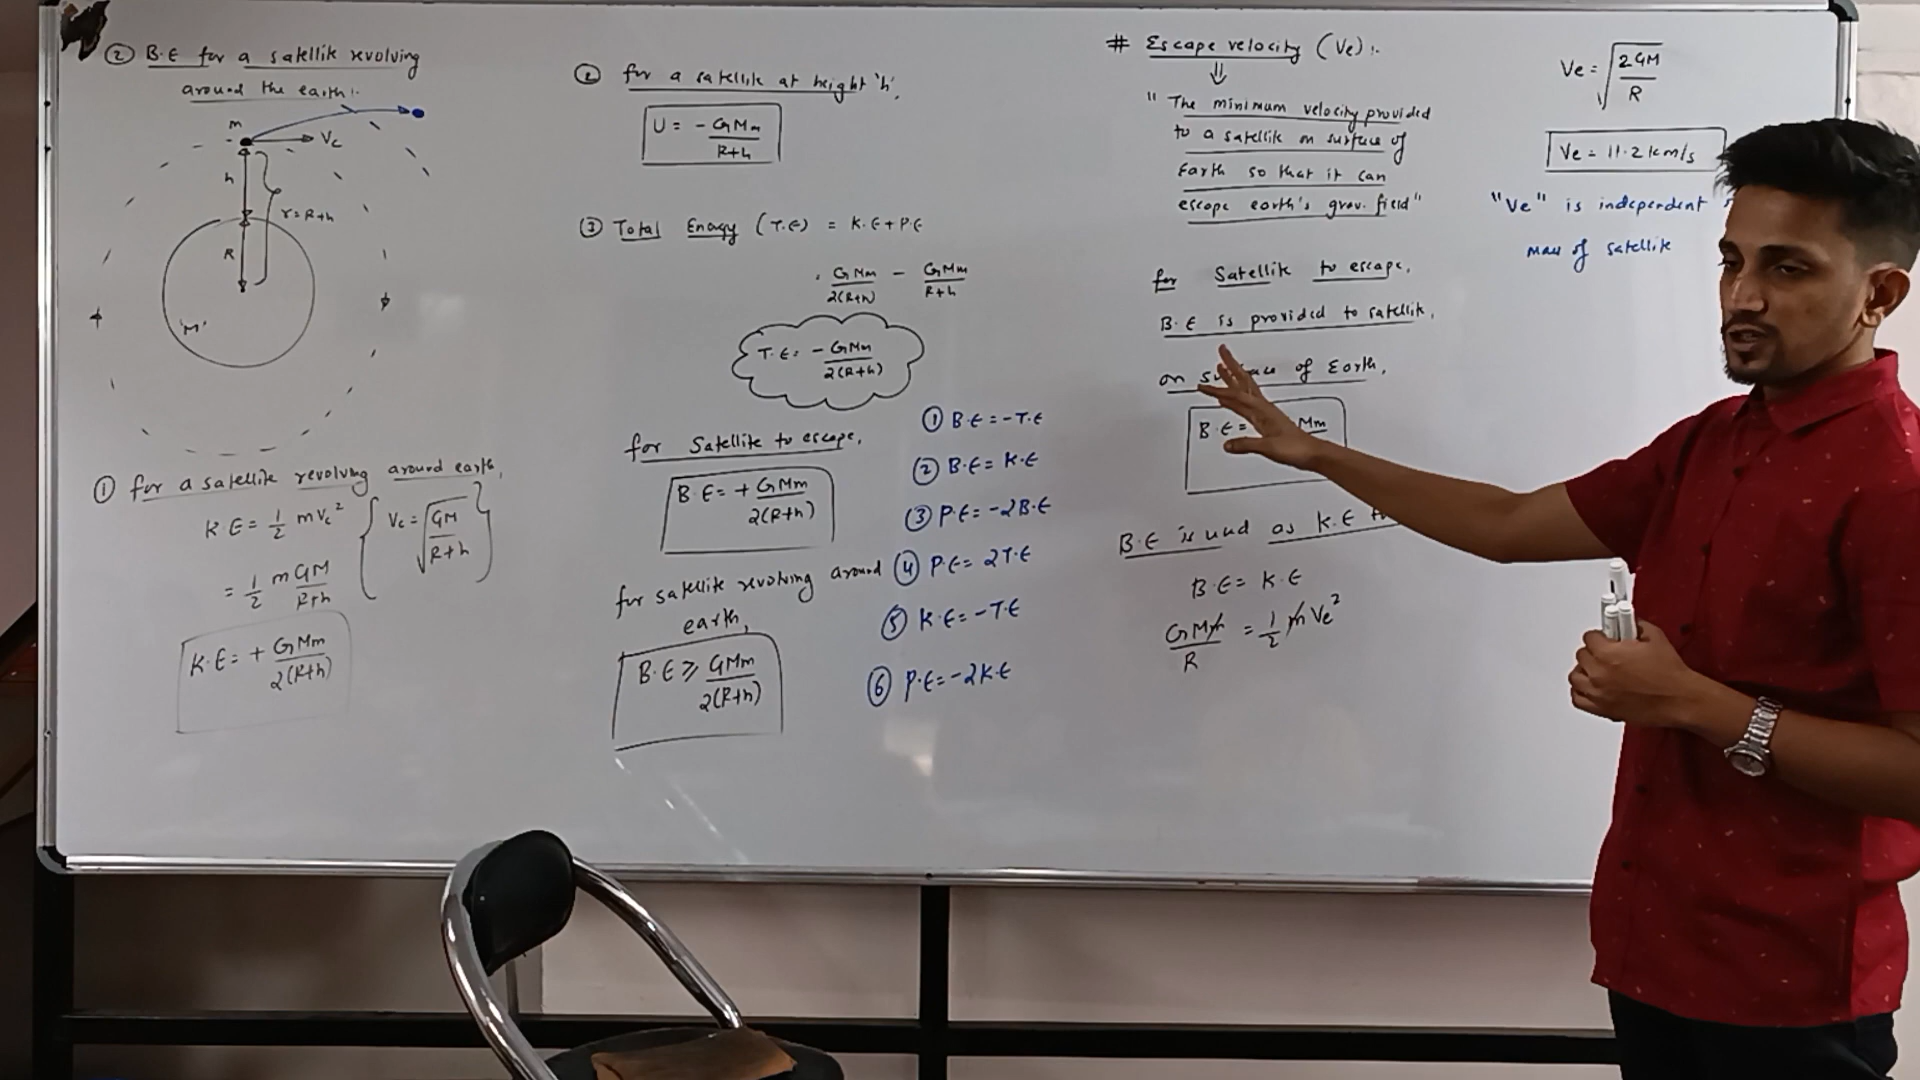 ② B.E for a satellite revolving
around the earth:-
m
Vc
h
r=R+h
R
'M'
① for a satellite revolving around earth,
K.E = 1/2 mVc²
{ Vc = √(GM/R+h) }
= 1/2 m GM/R+h
K.E = + GMm/2(R+h)
② for a satellite at height 'h',
U = - GMm/R+h
③ Total Energy (T.E) = K.E + P.E
= GMm/2(R+h) - GMm/R+h
T.E = - GMm/2(R+h)
for Satellite to escape,
B.E = + GMm/2(R+h)
for satellite revolving around
earth,
B.E ⩾ GMm/2(R+h)
① B.E = -T.E
② B.E = K.E
③ P.E = -2B.E
④ P.E = 2T.E
⑤ K.E = -T.E
⑥ P.E = -2K.E
# Escape velocity (Ve):-
⇓
" The minimum velocity provided
to a satellite on surface of
Earth so that it can
escape earth's grav. field"
for Satellite to escape,
B.E is provided to satellite,
on of Earth,
B.E = Mm
B.E is used as K.E
B.E = K.E
GMm/R = 1/2 mVe²
Ve = √(2GM/R)
Ve = 11.2 km/s
"Ve" is independent
mass of satellite